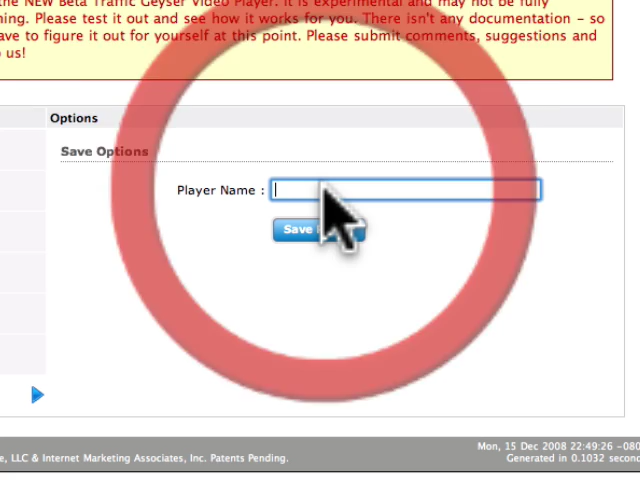 the NEW Beta Traffic Geyser Video Player. It is experimental and may not be fully
ning. Please test it out and see how it works for you. There isn't any documentation - so
ave to figure it out for yourself at this point. Please submit comments, suggestions and
o us!
Options
Save Options
Player Name :
Save
Mon, 15 Dec 2008 22:49:26 -080
e, LLC & Internet Marketing Associates, Inc. Patents Pending.
Generated in 0.1032 secon